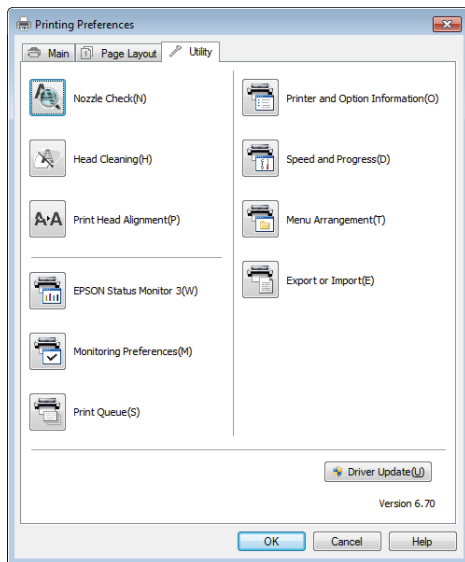 Printing Preferences
Main
Page Layout
Utility
Nozzle Check(N)
Head Cleaning(H)
Print Head Alignment(P)
EPSON Status Monitor 3(W)
Monitoring Preferences(M)
Print Queue(S)
Printer and Option Information(O)
Speed and Progress(D)
Menu Arrangement(T)
Export or Import(E)
Driver Update(U)
Version 6.70
OK
Cancel
Help